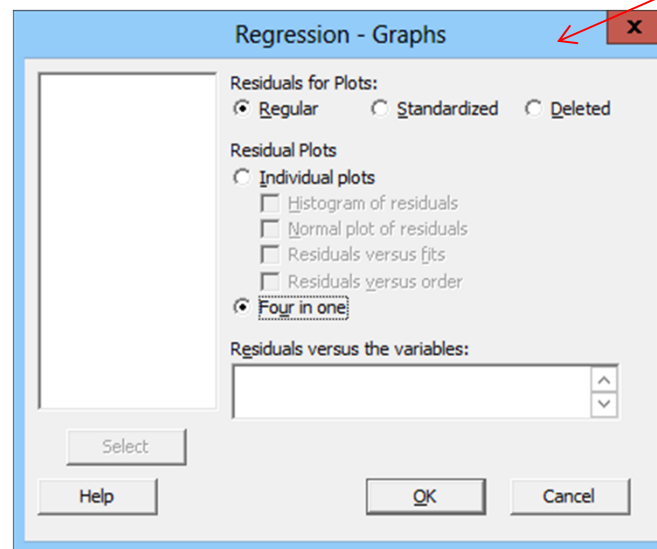 Regression - Graphs
x
Residuals for Plots:
Regular Standardized Deleted
Residual Plots
Individual plots
Histogram of residuals
Normal plot of residuals
Residuals versus fits
Residuals versus order
Four in one
Residuals versus the variables:
Select
Help OK Cancel